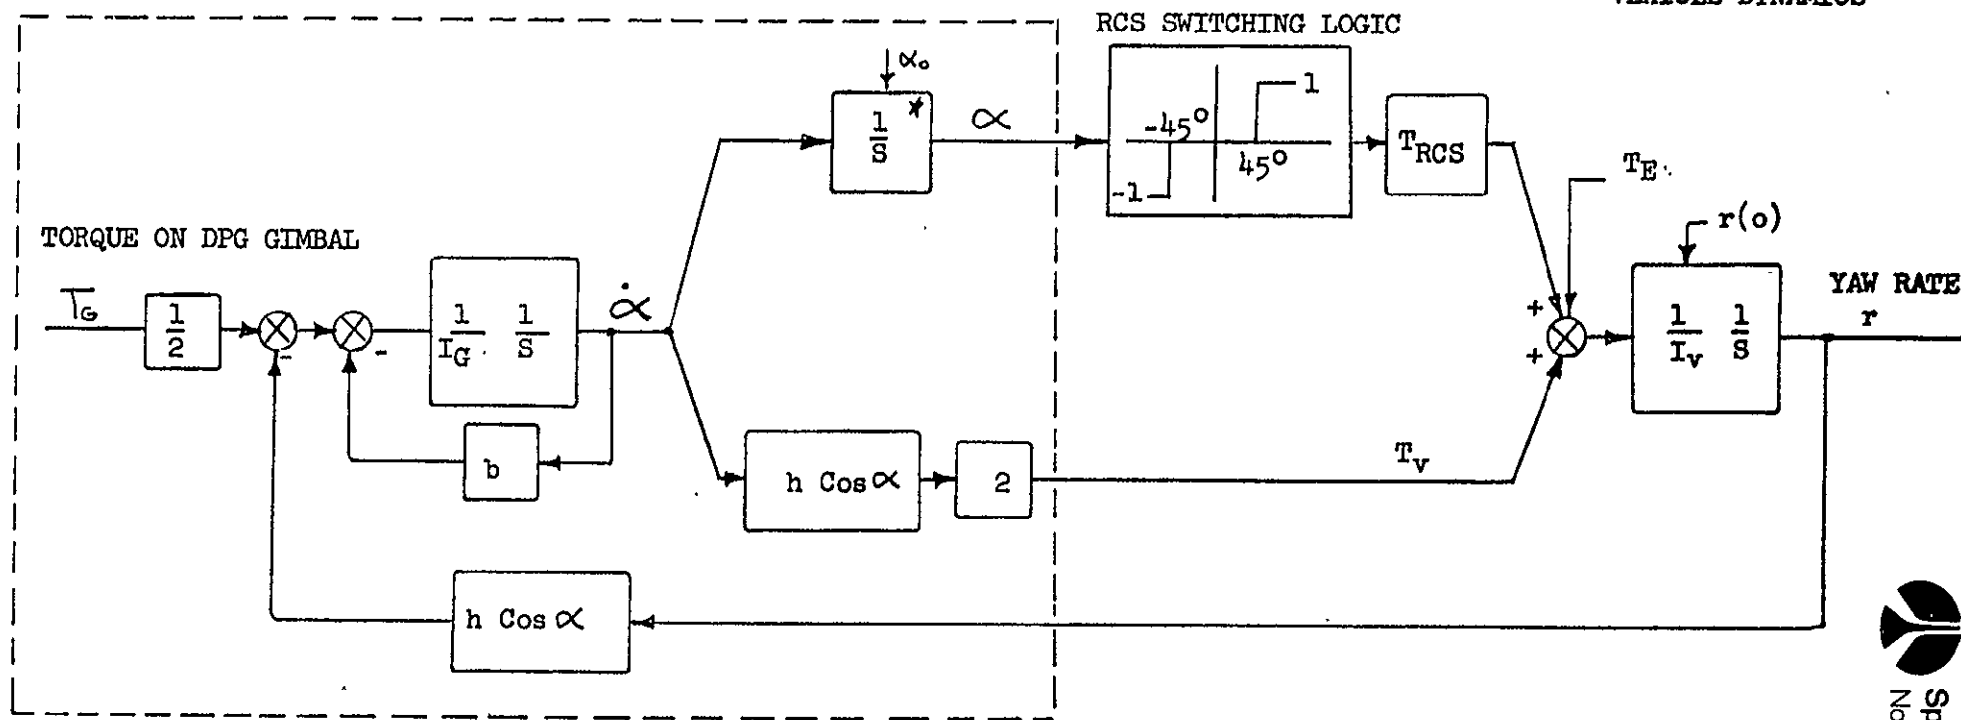 RCS SWITCHING LOGIC
α₀
1/S *
α
-45°
1
45°
-1
T_RCS
T_E
r(o)
TORQUE ON DPG GIMBAL
T_G
1/2
-
-
1/I_G 1/S
α̇
+
+
1/I_v 1/S
YAW RATE
r
b
h Cos α
2
T_v
h Cos α